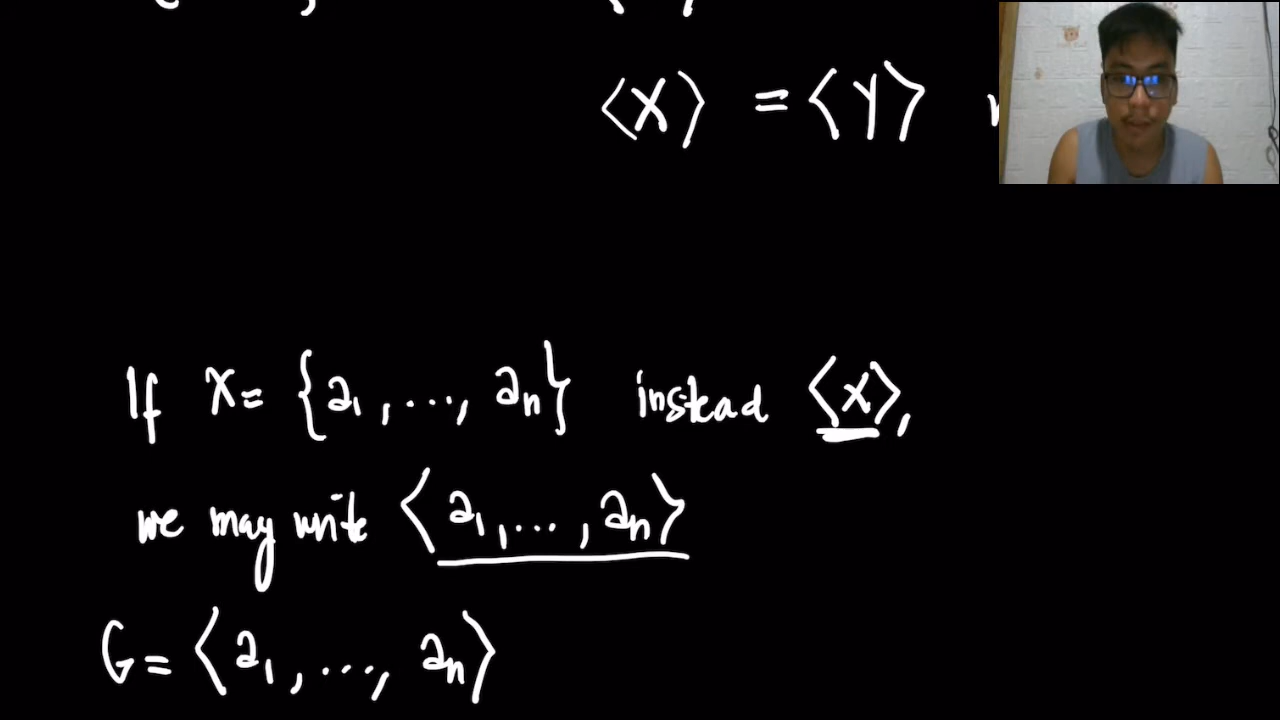 ⟨X⟩ = ⟨Y⟩
If X = {a₁, ..., aₙ} instead ⟨X⟩,
we may write ⟨a₁, ..., aₙ⟩
G = ⟨a₁, ..., aₙ⟩